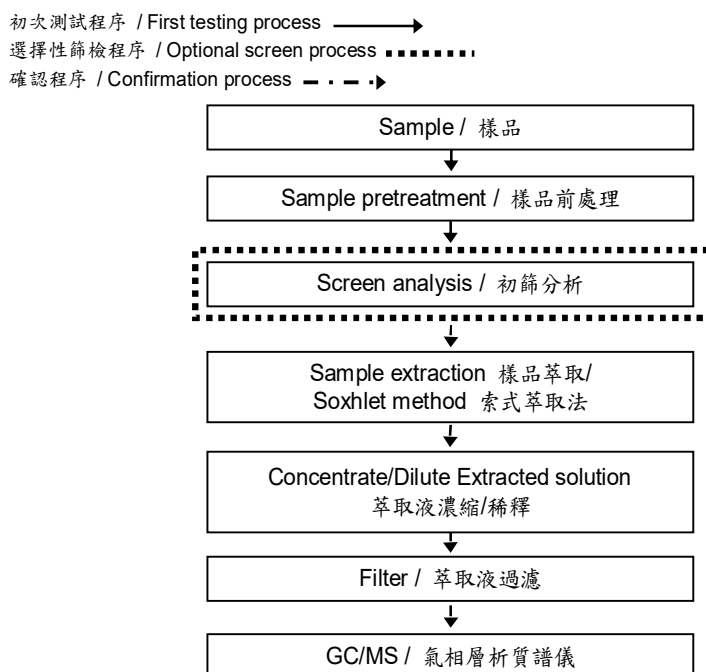 初次測試程序 / First testing process
選擇性篩檢程序 / Optional screen process
確認程序 / Confirmation process
Sample / 樣品
Sample pretreatment / 樣品前處理
Screen analysis / 初篩分析
Sample extraction 樣品萃取/
Soxhlet method 索式萃取法
Concentrate/Dilute Extracted solution
萃取液濃縮/稀釋
Filter / 萃取液過濾
GC/MS / 氣相層析質譜儀